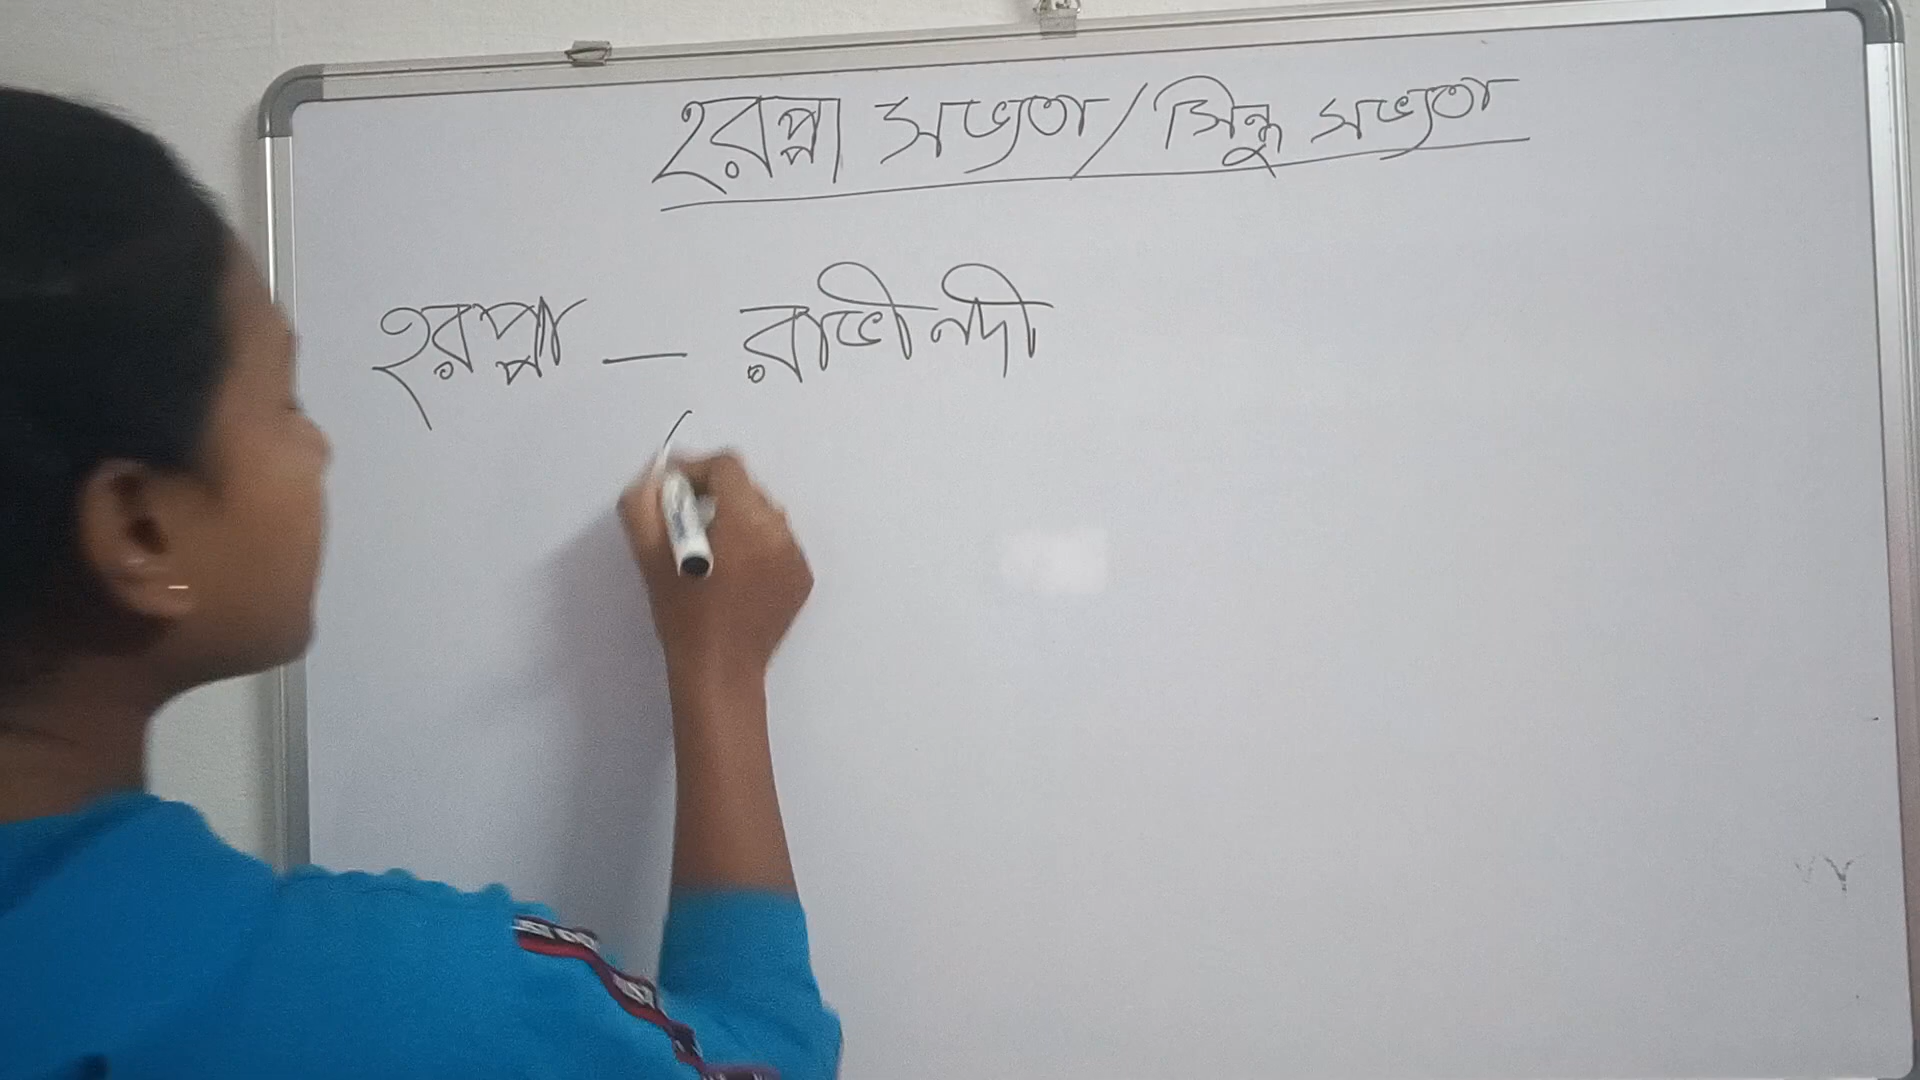 হরপ্পা সভ্যতা/সিন্ধু সভ্যতা
হরপ্পা — রাভী নদী
(